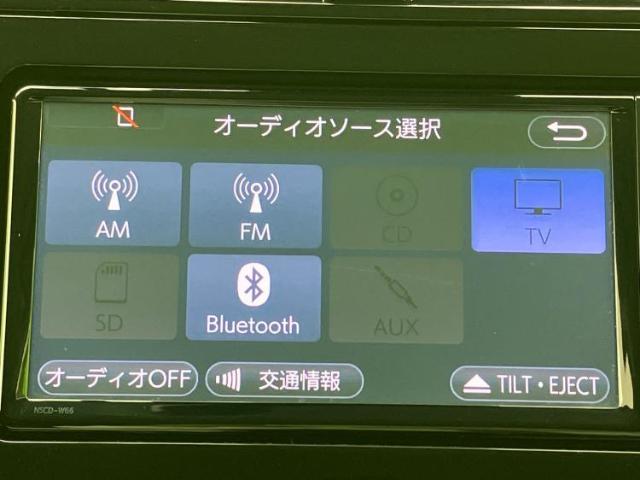 オーディオソース選択
AM
FM
CD
TV
SD
Bluetooth
AUX
オーディオOFF
交通情報
TILT・EJECT
NSCD-W66